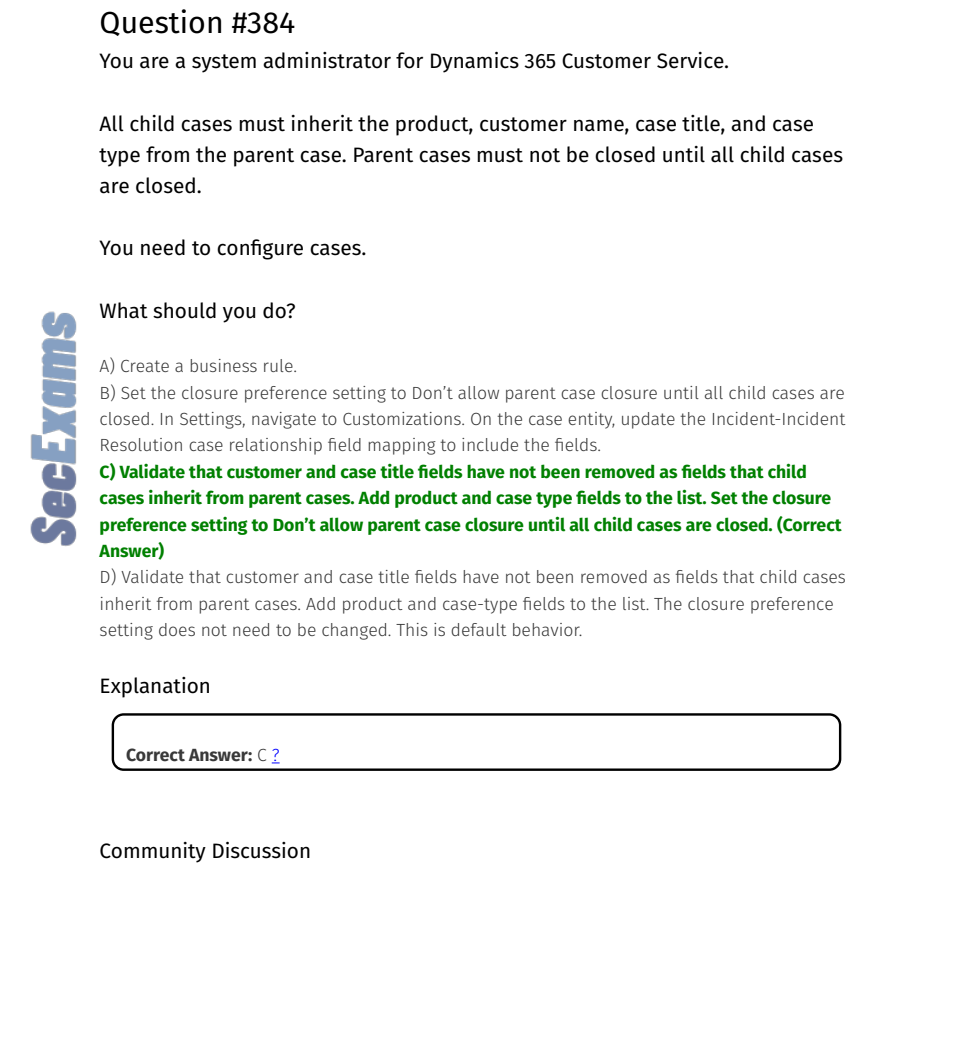 Question #384
You are a system administrator for Dynamics 365 Customer Service.
All child cases must inherit the product, customer name, case title, and case
type from the parent case. Parent cases must not be closed until all child cases
are closed.
You need to configure cases.
What should you do?
A) Create a business rule.
B) Set the closure preference setting to Don’t allow parent case closure until all child cases are
closed. In Settings, navigate to Customizations. On the case entity, update the Incident-Incident
Resolution case relationship field mapping to include the fields.
C) Validate that customer and case title fields have not been removed as fields that child
cases inherit from parent cases. Add product and case type fields to the list. Set the closure
preference setting to Don’t allow parent case closure until all child cases are closed. (Correct
Answer)
D) Validate that customer and case title fields have not been removed as fields that child cases
inherit from parent cases. Add product and case-type fields to the list. The closure preference
setting does not need to be changed. This is default behavior.
Explanation
Correct Answer: C ?
Community Discussion
SecExams